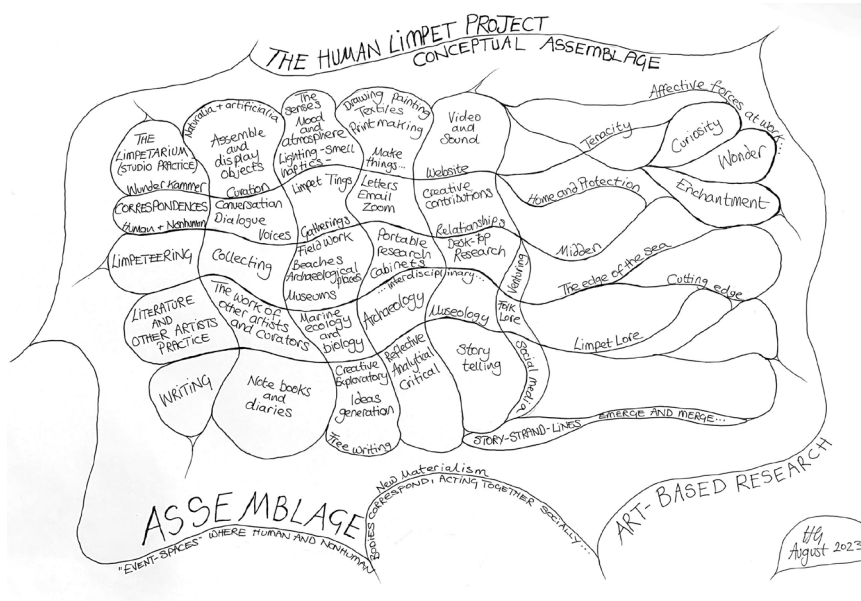 THE HUMAN LIMPET PROJECT
CONCEPTUAL ASSEMBLAGE
THE
LIMPETARIUM
(STUDIO PRACTICE)
Wunderkammer
Naturalia + artificialia
Assemble
and
display
objects
Curation
The
senses
Mood
and
atmosphere
Lighting-smell
haptics-
Drawing painting
Textiles
Printmaking
Make
things...
Video
and
Sound
Website
CORRESPONDENCES
Human + Nonhuman
Conversation
Dialogue
Voices
Limpet Tings
Gatherings
Letters
Email
Zoom
Creative
contributions
Relationships
LIMPETEERING
Collecting
Field work
Beaches
Archaeological
places
Museums
Portable
research
Cabinets
Desk-top
Research
Venturing
LITERATURE
AND
OTHER ARTISTS
PRACTICE
The work of
other artists
and curators
Marine
ecology
and
biology
...interdisciplinary...
Archaeology
Museology
Folk
Lore
WRITING
Note books
and
diaries
Creative
Exploratory
Ideas
generation
Free writing
Reflective
Analytical
Critical
Story
telling
Social media
STORY-STRAND-LINES
EMERGE AND MERGE...
Affective forces at work...
Tenacity
Curiosity
Wonder
Home and Protection
Enchantment
Midden
The edge of the sea
Cutting edge
Limpet Lore
ASSEMBLAGE
"EVENT-SPACES" WHERE HUMAN AND NONHUMAN
BODIES CORRESPOND, ACTING TOGETHER SOCIALLY...
New Materialism
ART-BASED RESEARCH
August 2023